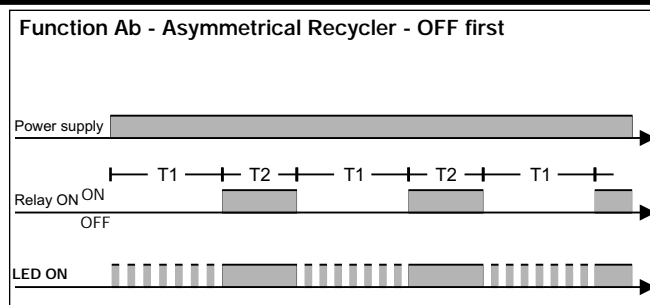 Function Ab - Asymmetrical Recycler - OFF first
Power supply
T1 T2 T1 T2 T1
Relay ON ON
OFF
LED ON